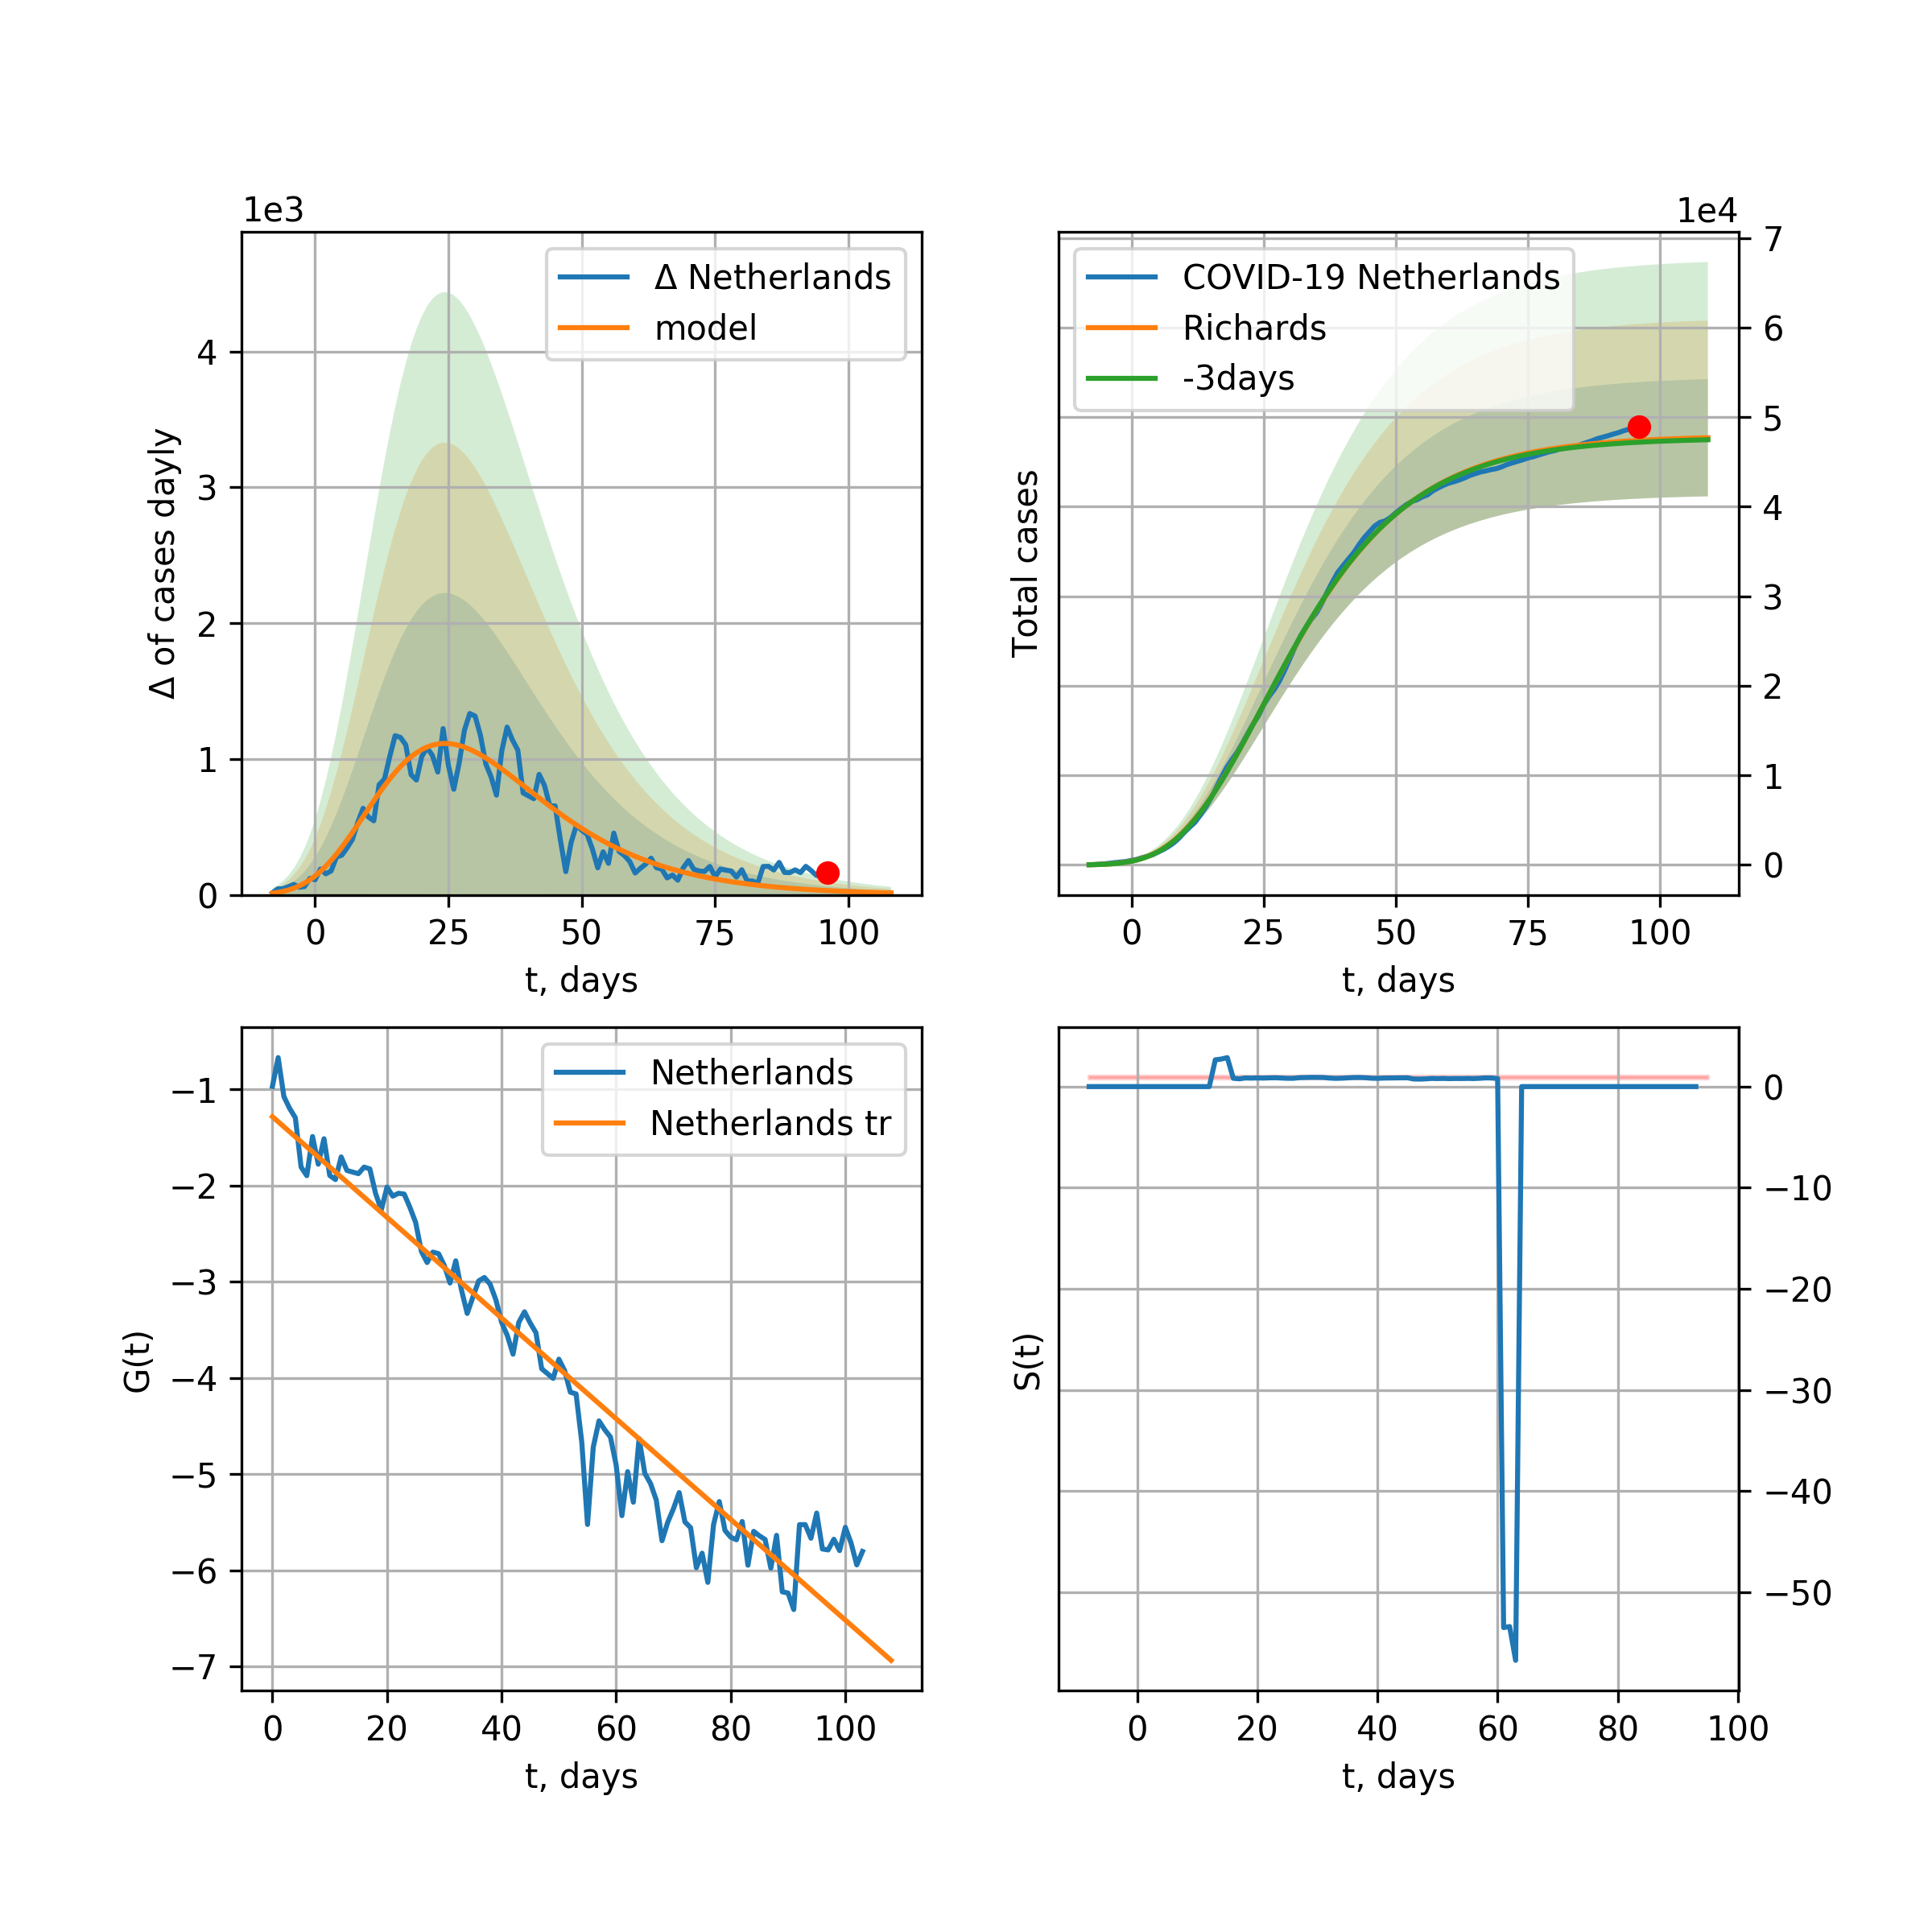 1e3
Δ Netherlands
model
4
3
2
1
0
Δ of cases dayly
0 25 50 75 100
t, days
1e4
COVID-19 Netherlands
Richards
-3days
7
6
5
4
3
2
1
0
Total cases
0 25 50 75 100
t, days
Netherlands
Netherlands tr
−1
−2
−3
−4
−5
−6
−7
G(t)
0 20 40 60 80 100
t, days
0
−10
−20
−30
−40
−50
S(t)
0 20 40 60 80 100
t, days